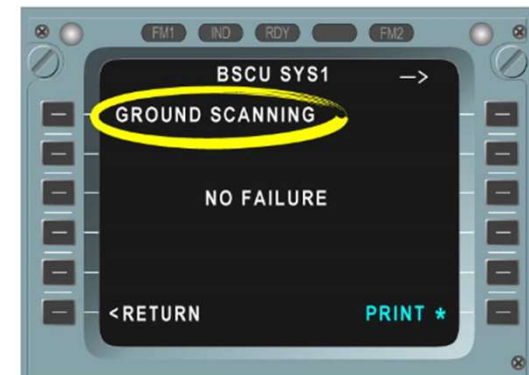 FM1 IND RDY FM2
BSCU SYS1 —>
GROUND SCANNING
NO FAILURE
<RETURN PRINT *